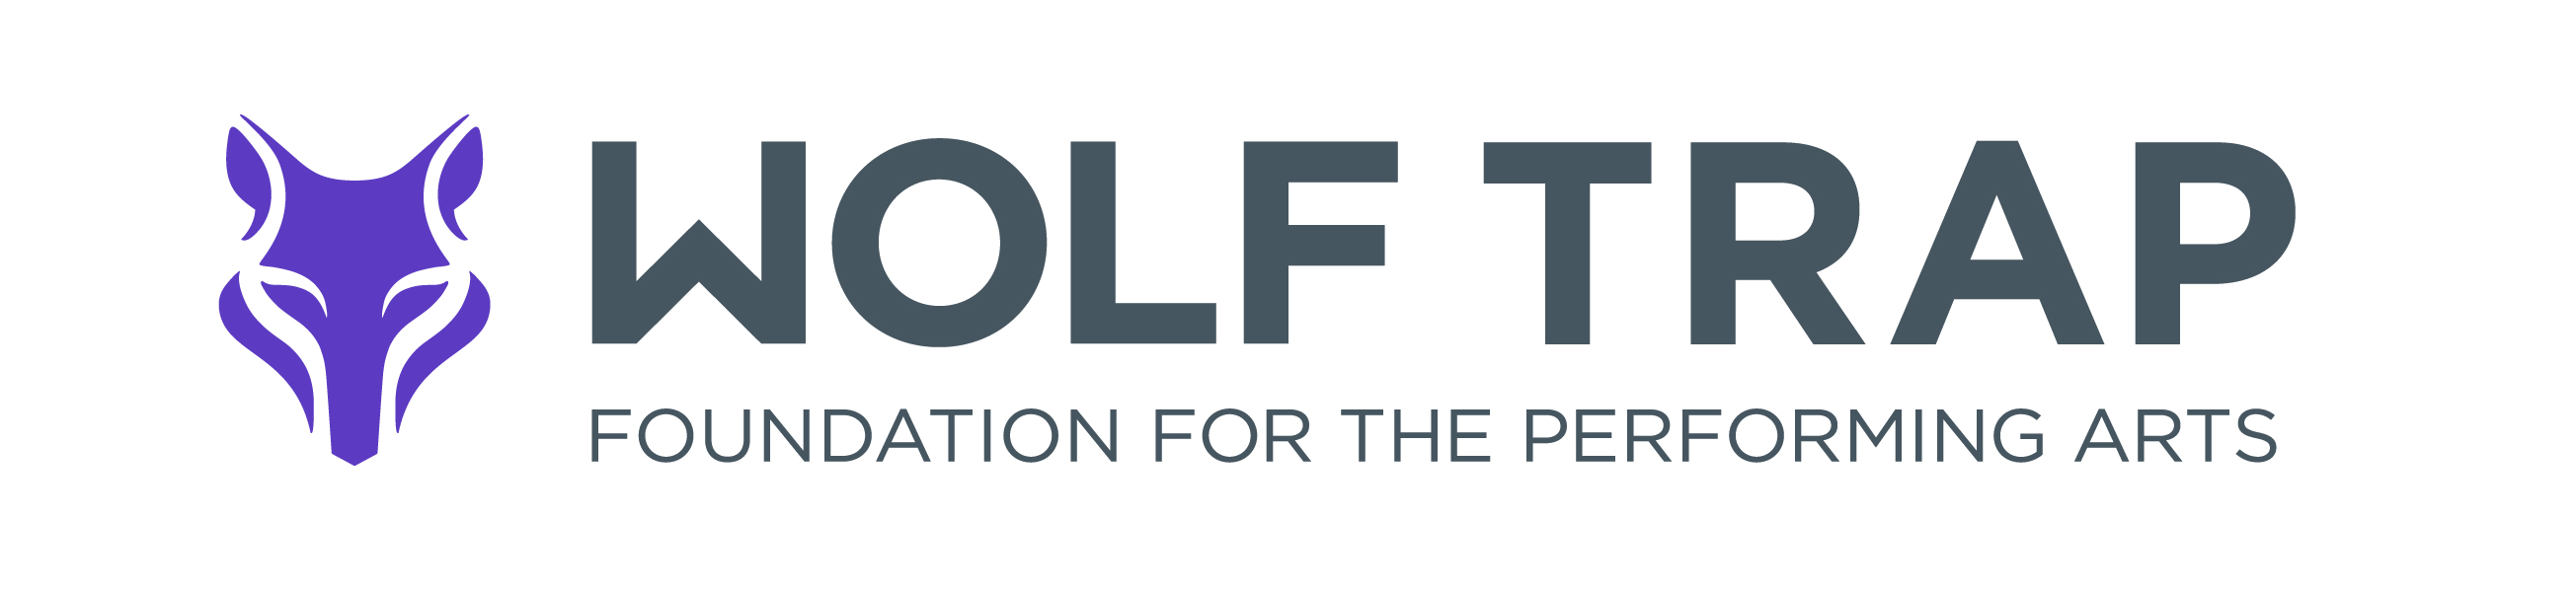 WOLF TRAP
FOUNDATION FOR THE PERFORMING ARTS